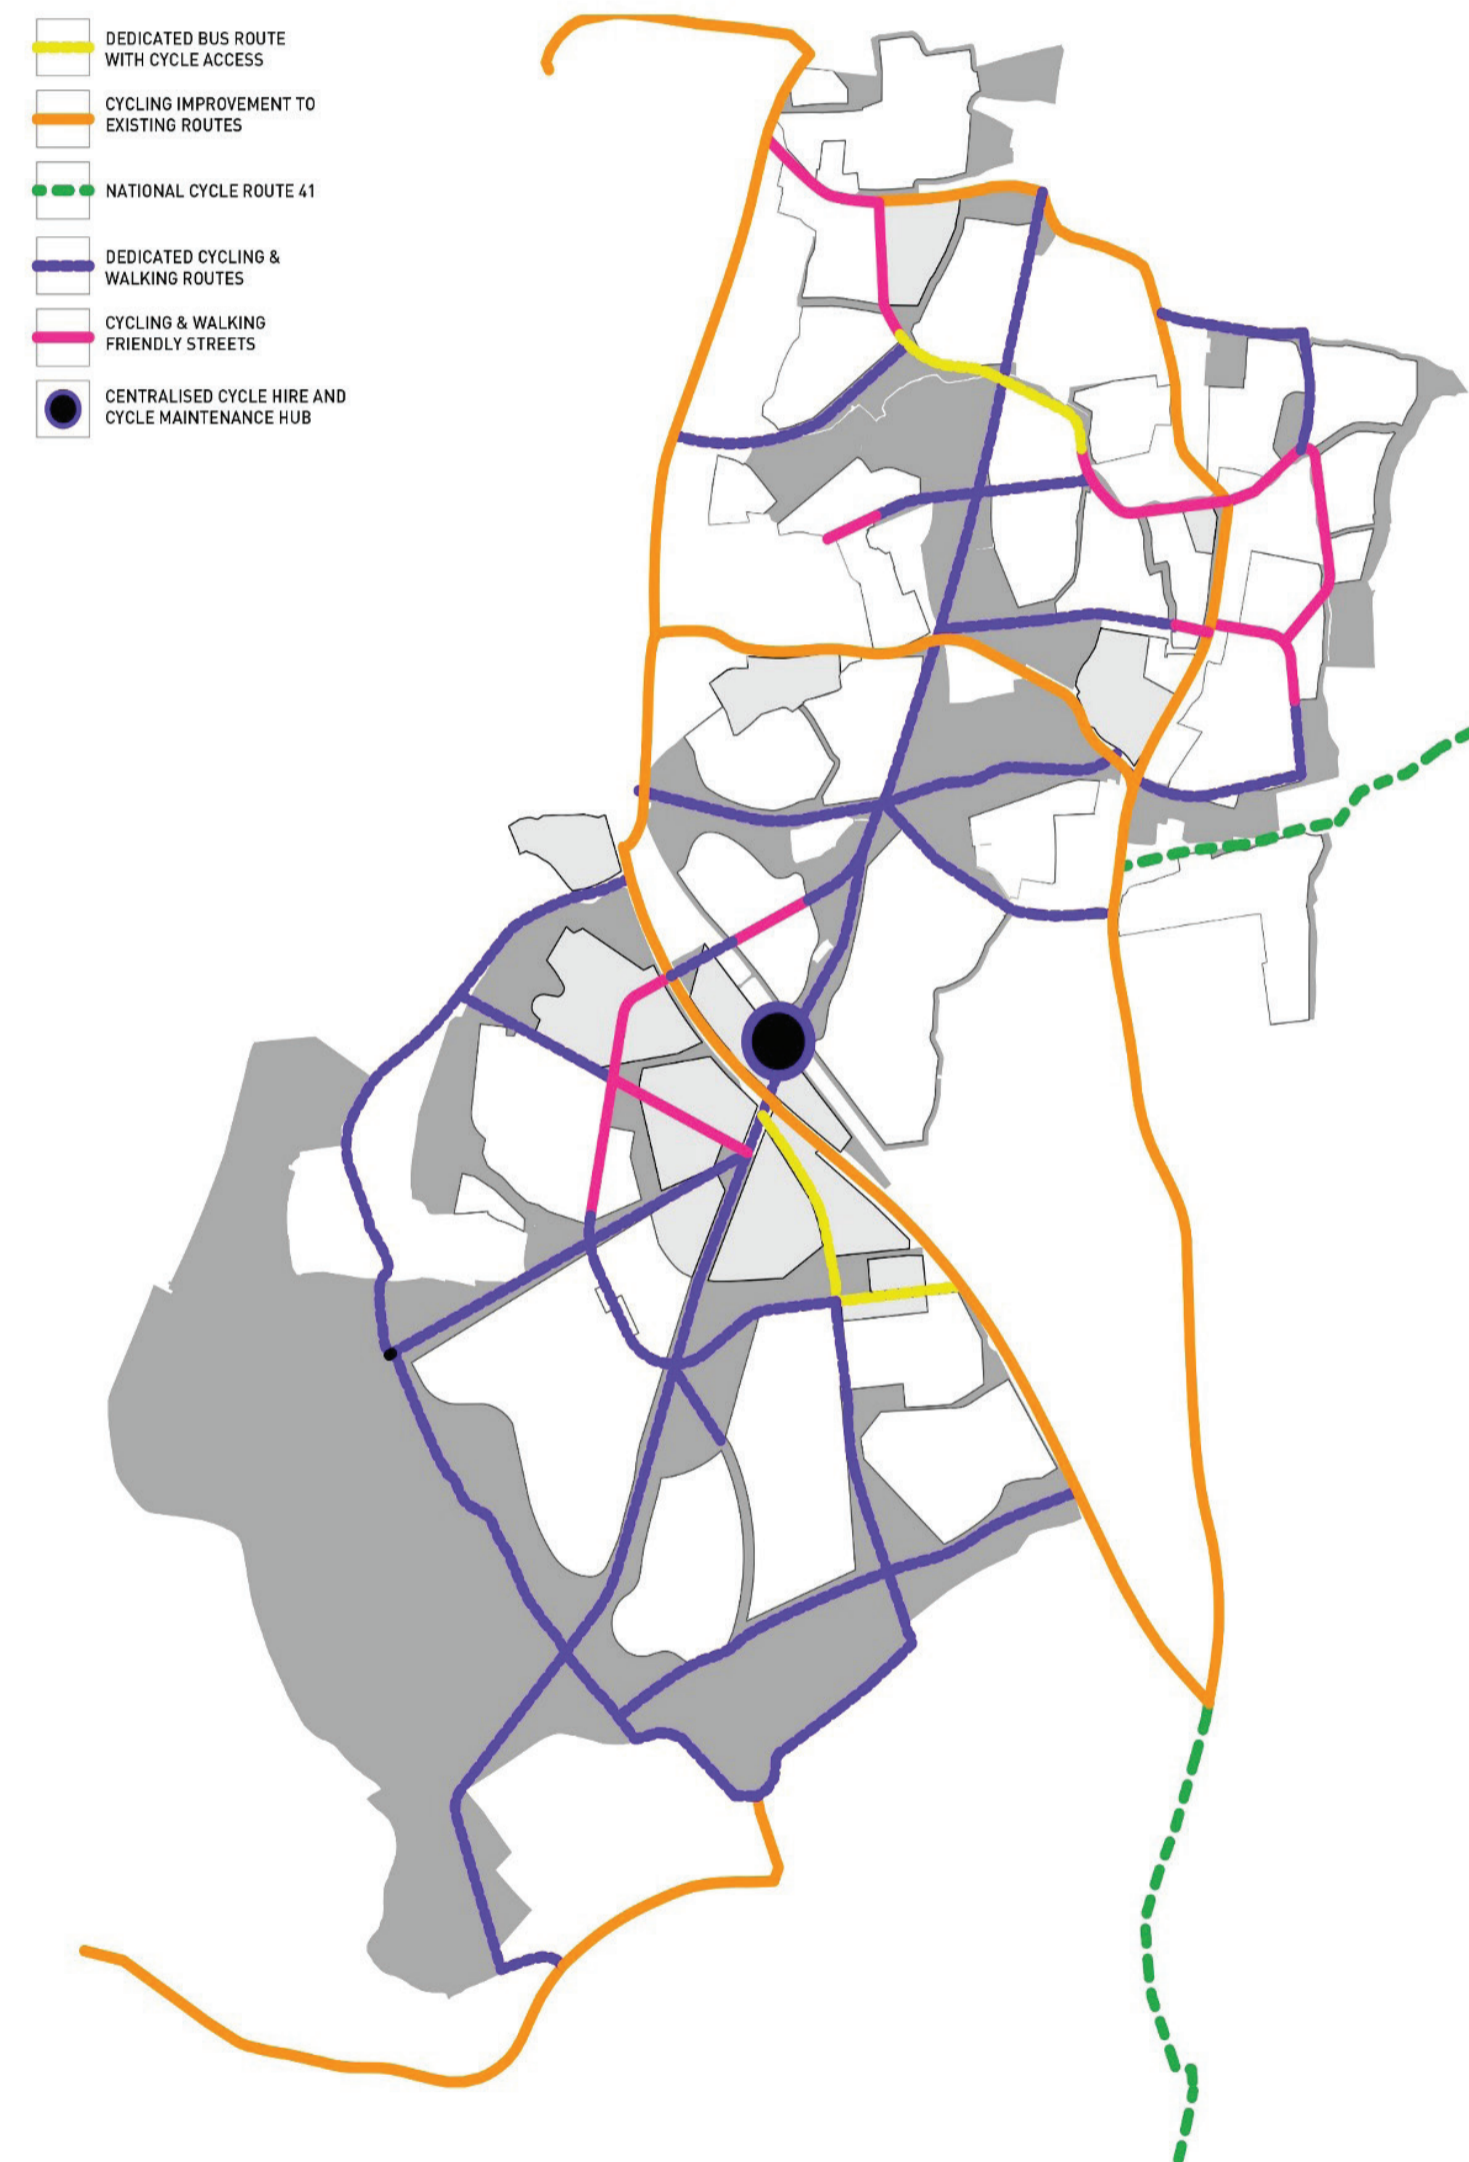 DEDICATED BUS ROUTE
WITH CYCLE ACCESS
CYCLING IMPROVEMENT TO
EXISTING ROUTES
NATIONAL CYCLE ROUTE 41
DEDICATED CYCLING &
WALKING ROUTES
CYCLING & WALKING
FRIENDLY STREETS
CENTRALISED CYCLE HIRE AND
CYCLE MAINTENANCE HUB